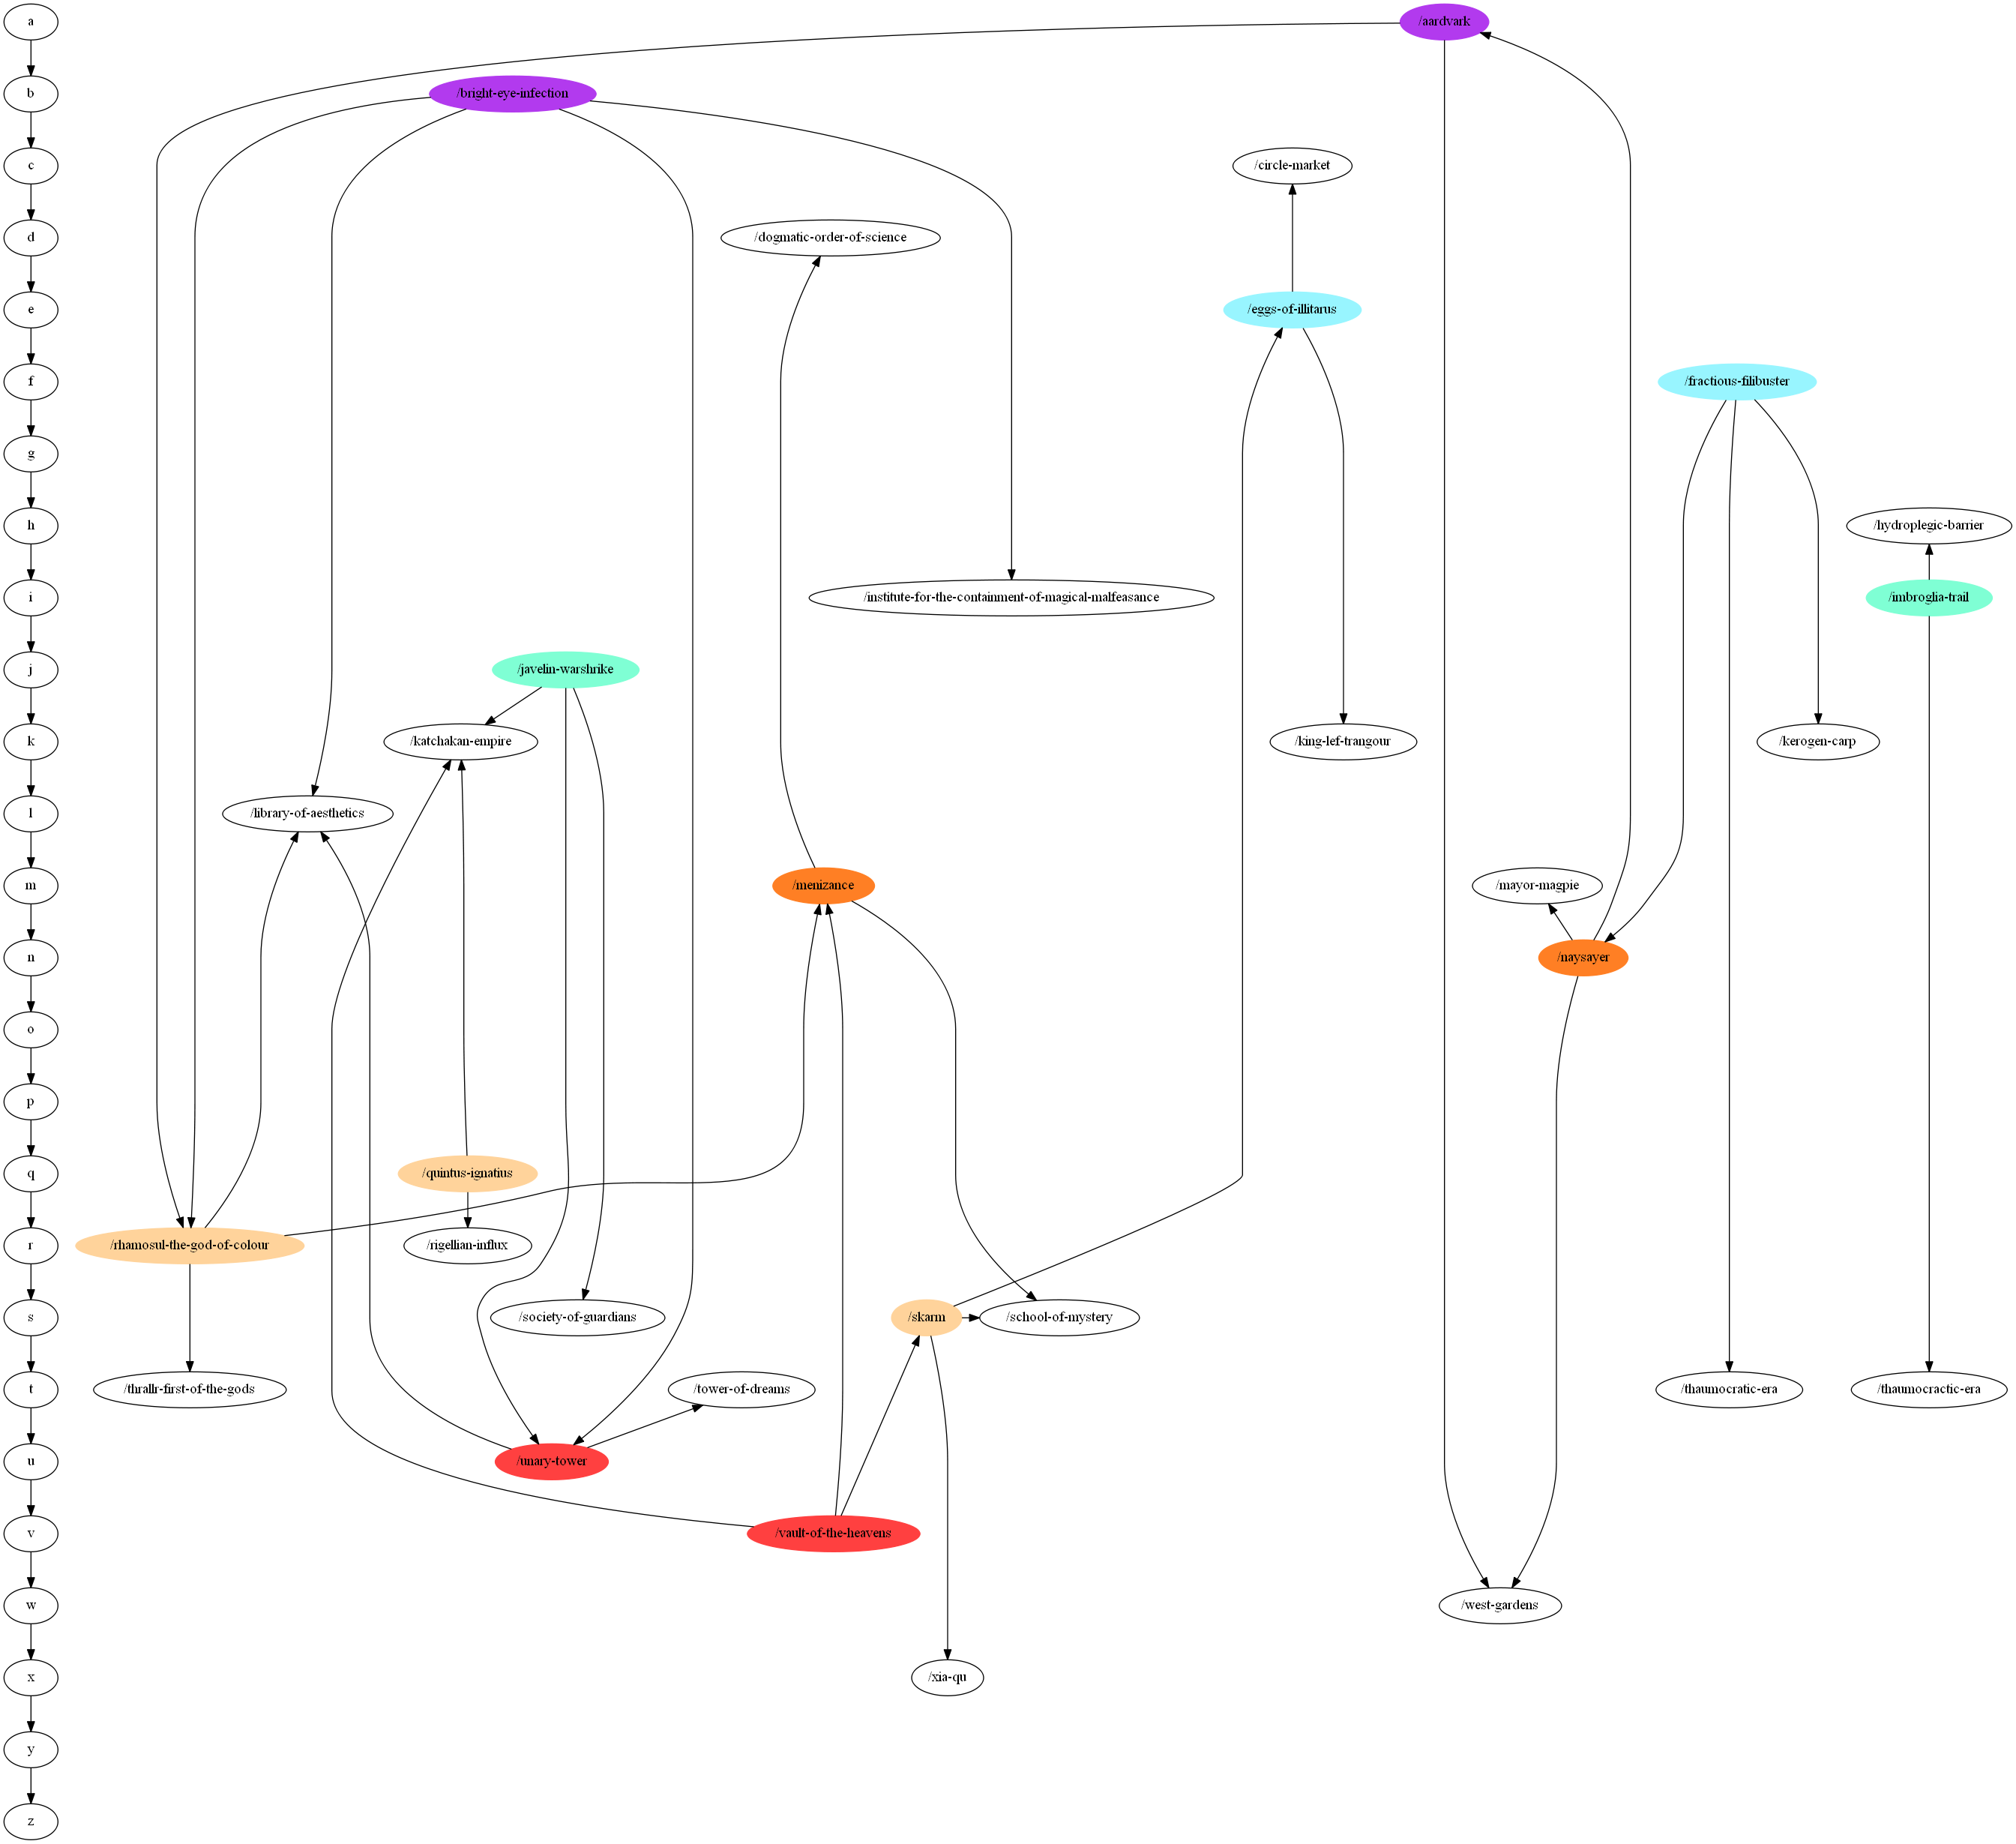 a
/aardvark
b
/bright-eye-infection
c
/circle-market
d
/dogmatic-order-of-science
e
/eggs-of-illitarus
f
/fractious-filibuster
g
h
/hydroplegic-barrier
i
/institute-for-the-containment-of-magical-malfeasance
/imbroglia-trail
j
/javelin-warshrike
k
/katchakan-empire
/king-lef-trangour
/kerogen-carp
l
/library-of-aesthetics
m
/menizance
/mayor-magpie
n
/naysayer
o
p
q
/quintus-ignatius
r
/rhamosul-the-god-of-colour
/rigellian-influx
s
/society-of-guardians
/skarm
/school-of-mystery
t
/thrallr-first-of-the-gods
/tower-of-dreams
/thaumocratic-era
/thaumocractic-era
u
/unary-tower
v
/vault-of-the-heavens
w
/west-gardens
x
/xia-qu
y
z